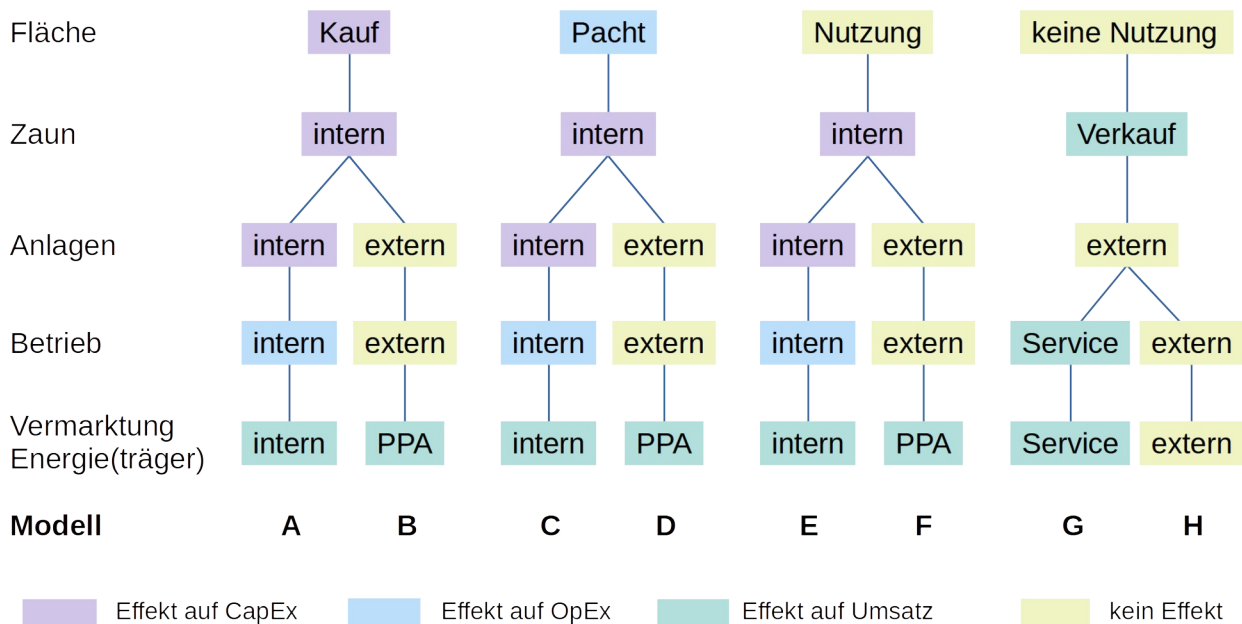 Fläche Kauf Pacht Nutzung keine Nutzung
Zaun intern intern intern Verkauf
Anlagen intern extern intern extern intern extern extern
Betrieb intern extern intern extern intern extern Service extern
Vermarktung
Energie(träger) intern PPA intern PPA intern PPA Service extern
Modell A B C D E F G H
Effekt auf CapEx Effekt auf OpEx Effekt auf Umsatz kein Effekt